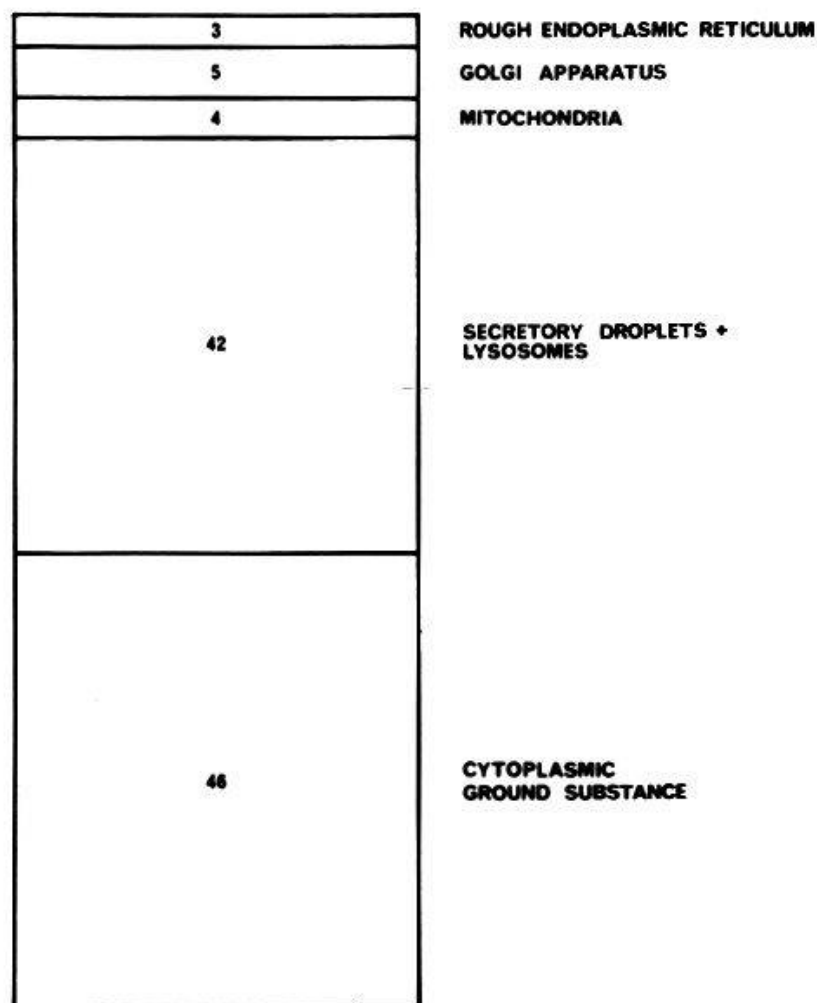 3 ROUGH ENDOPLASMIC RETICULUM
5 GOLGI APPARATUS
4 MITOCHONDRIA
42 SECRETORY DROPLETS +
LYSOSOMES
46 CYTOPLASMIC
GROUND SUBSTANCE